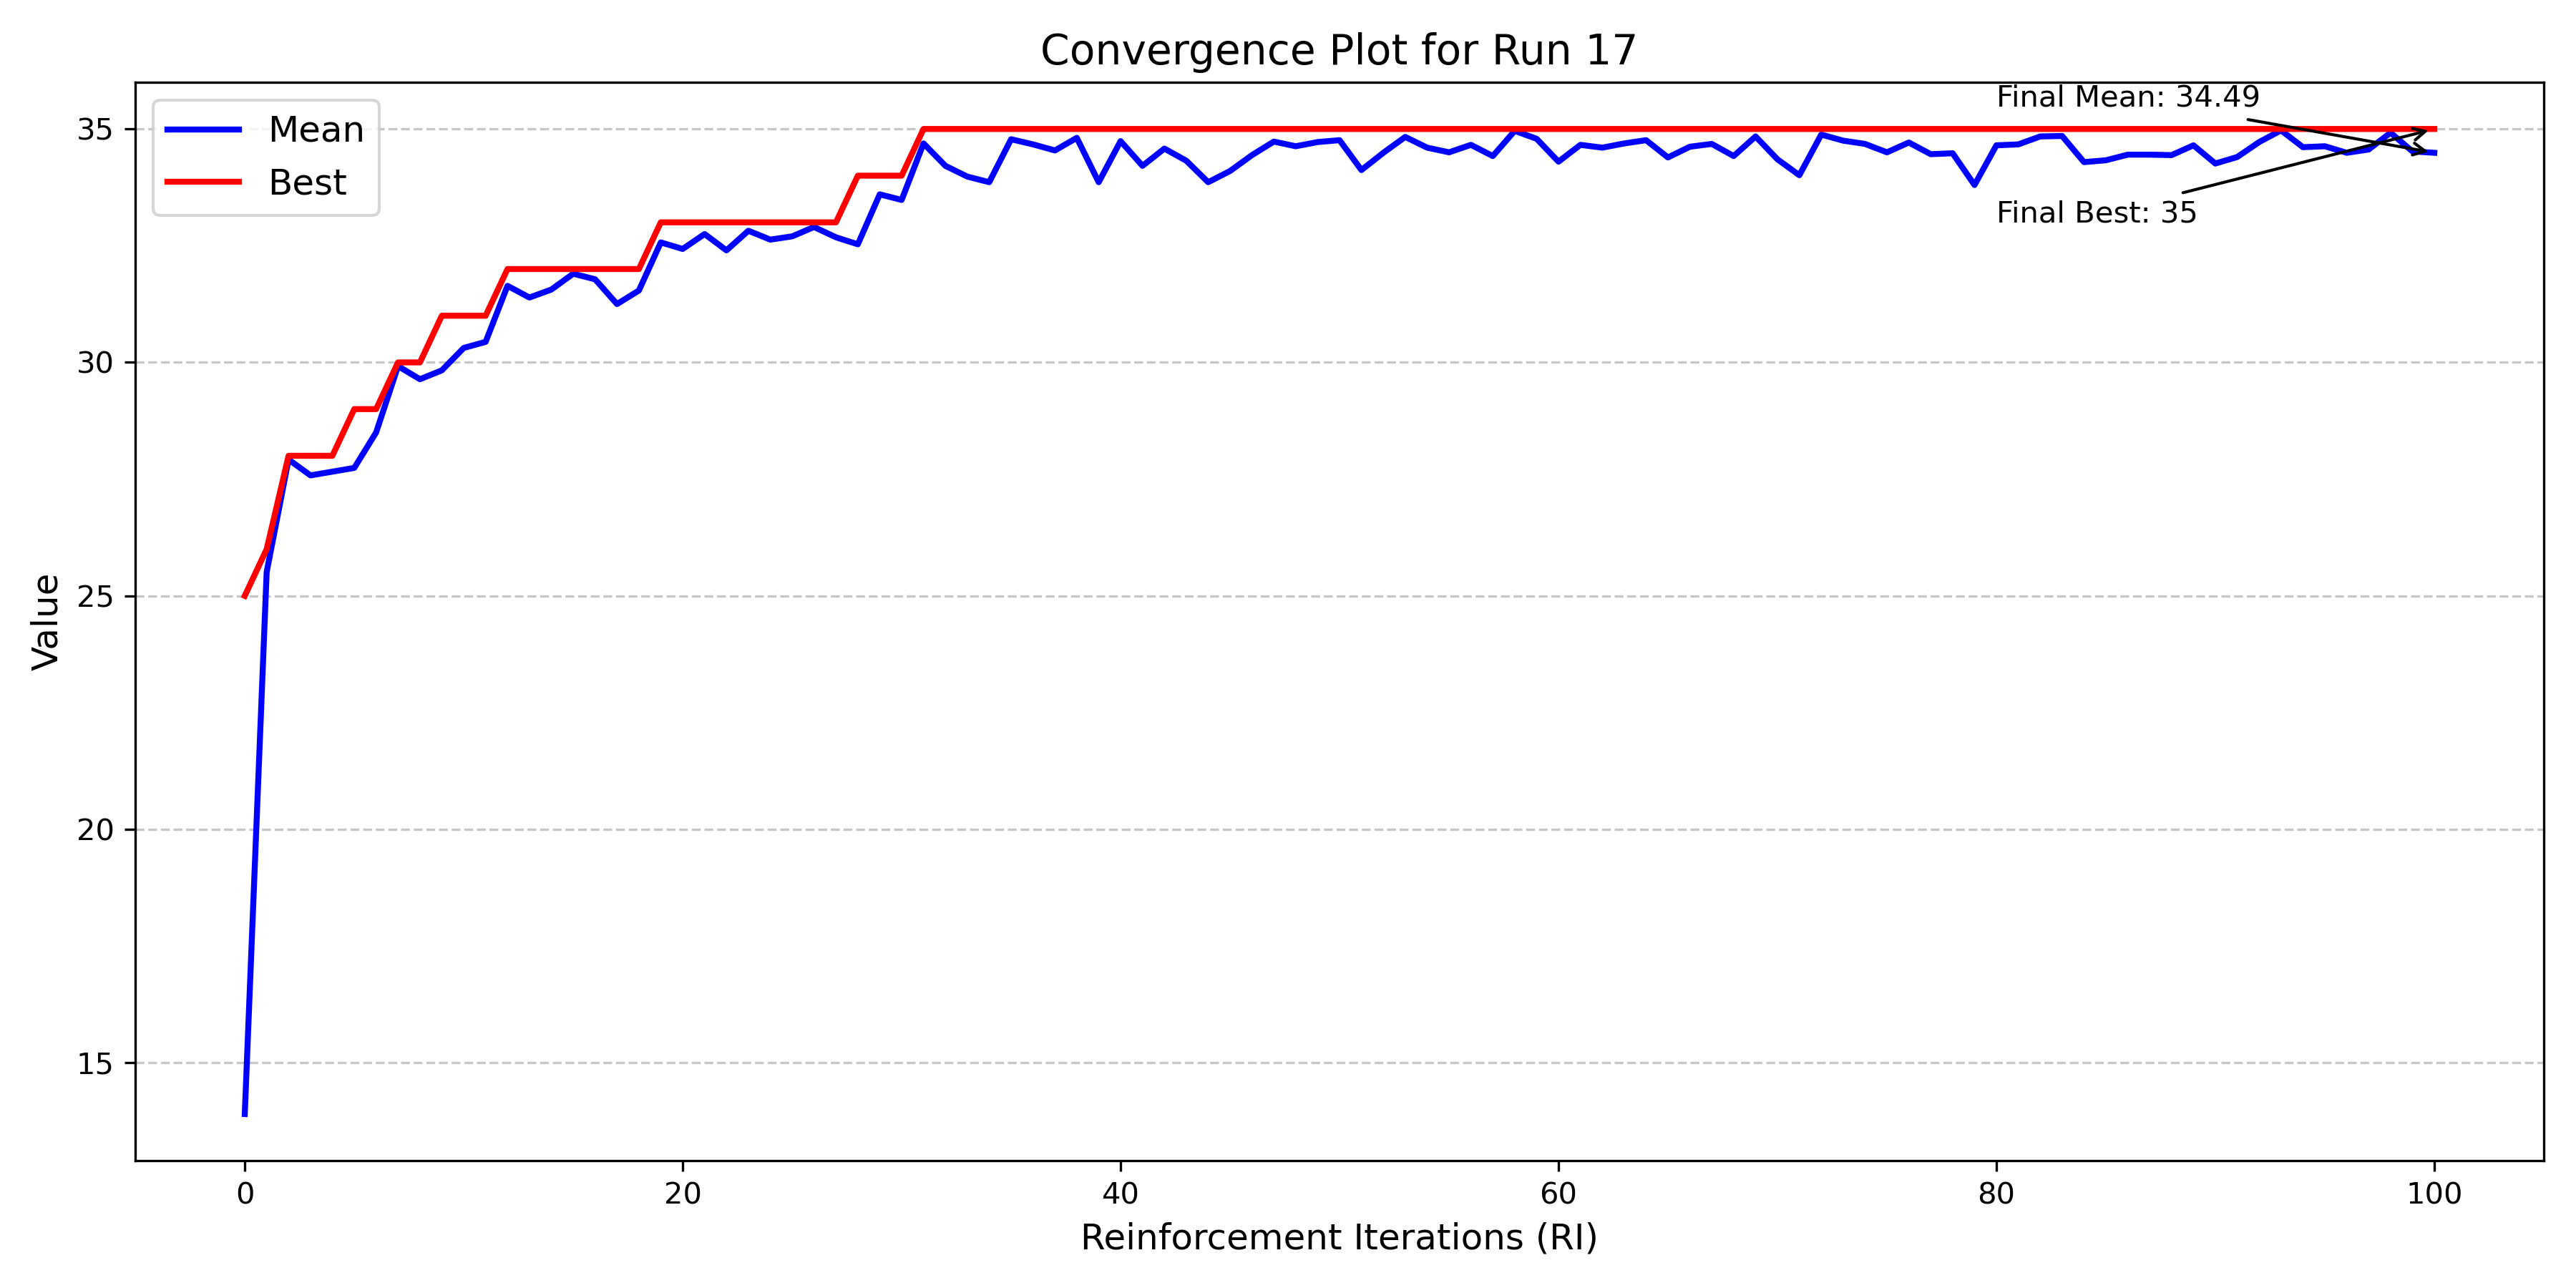 Convergence Plot for Run 17
Mean
Best
Final Mean: 34.49
Final Best: 35
Value
35
30
25
20
15
0
20
40
60
80
100
Reinforcement Iterations (RI)